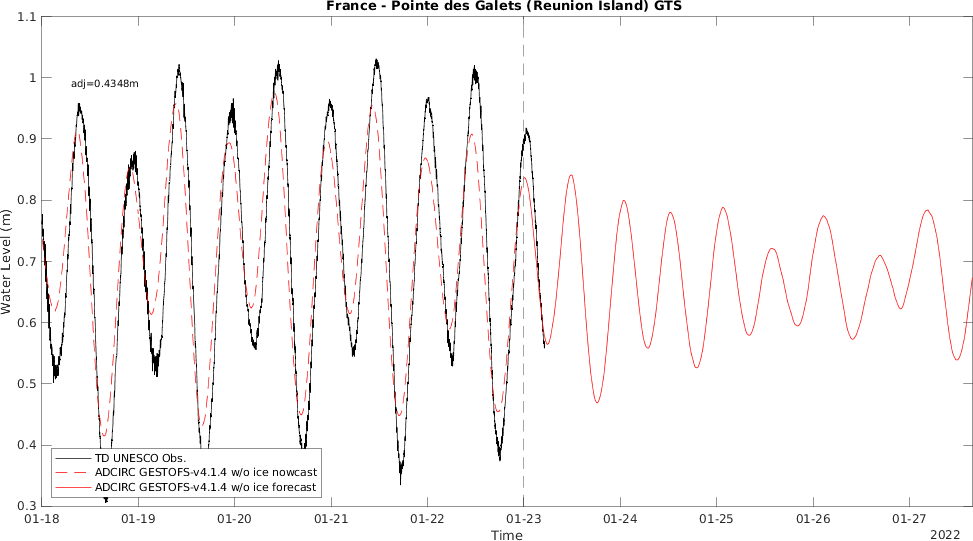 France - Pointe des Galets (Reunion Island) GTS
1.1
1
0.9
0.8
0.7
0.6
0.5
0.4
0.3
Water Level (m)
adj=0.4348m
TD UNESCO Obs.
ADCIRC GESTOFS-v4.1.4 w/o ice nowcast
ADCIRC GESTOFS-v4.1.4 w/o ice forecast
01-18 01-19 01-20 01-21 01-22 01-23 01-24 01-25 01-26 01-27
Time
2022